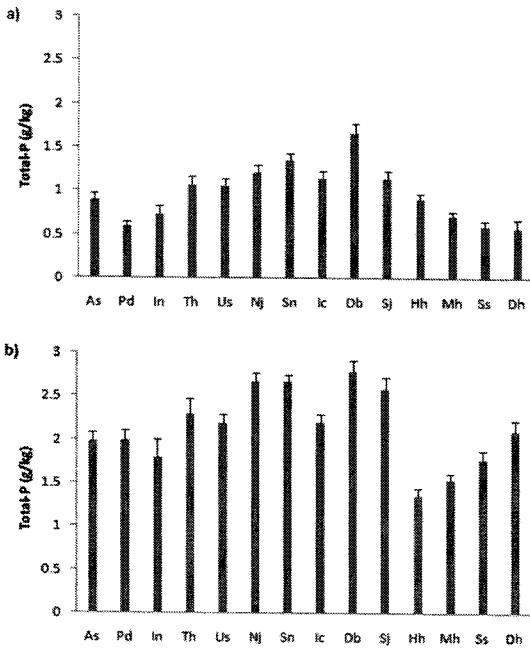 a)
3
2.5
2
1.5
1
0.5
0
Total-P (g/kg)
As Pd In Th Us Nj Sn Ic Db Sj Hh Mh Ss Dh
b)
3
2.5
2
1.5
1
0.5
0
Total-P (g/kg)
As Pd In Th Us Nj Sn Ic Db Sj Hh Mh Ss Dh